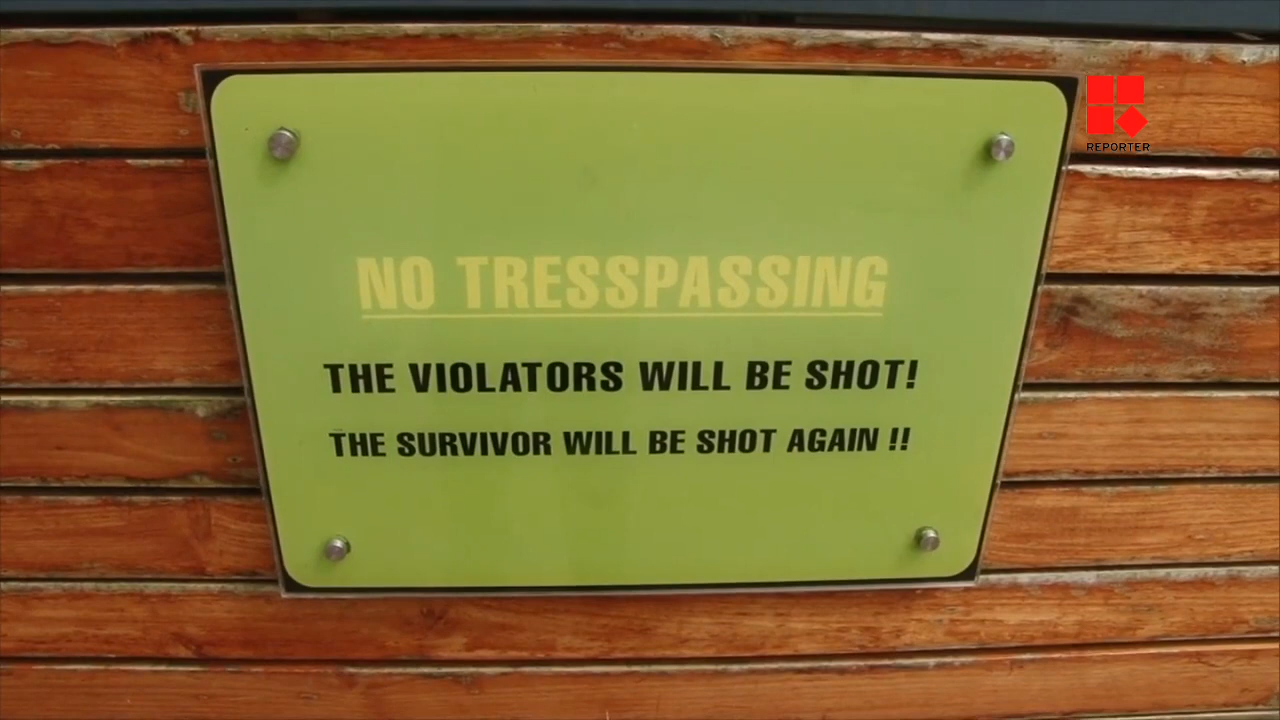 REPORTER
NO TRESSPASSING
THE VIOLATORS WILL BE SHOT!
THE SURVIVOR WILL BE SHOT AGAIN !!